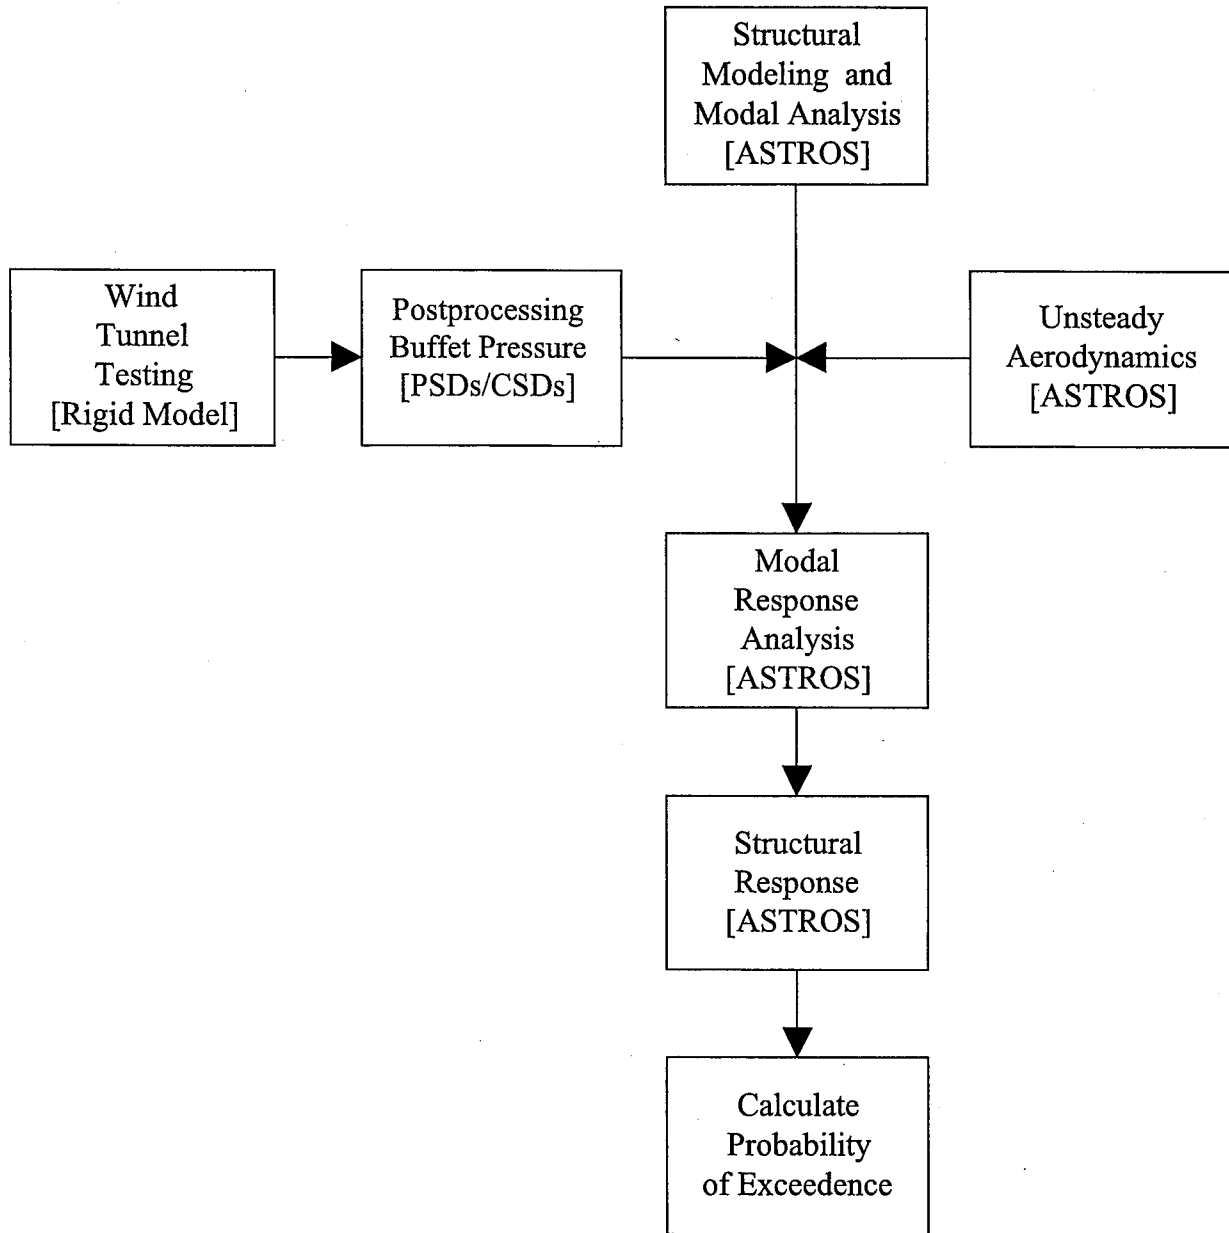 Structural
Modeling and
Modal Analysis
[ASTROS]
Wind
Tunnel
Testing
[Rigid Model]
Postprocessing
Buffet Pressure
[PSDs/CSDs]
Unsteady
Aerodynamics
[ASTROS]
Modal
Response
Analysis
[ASTROS]
Structural
Response
[ASTROS]
Calculate
Probability
of Exceedence